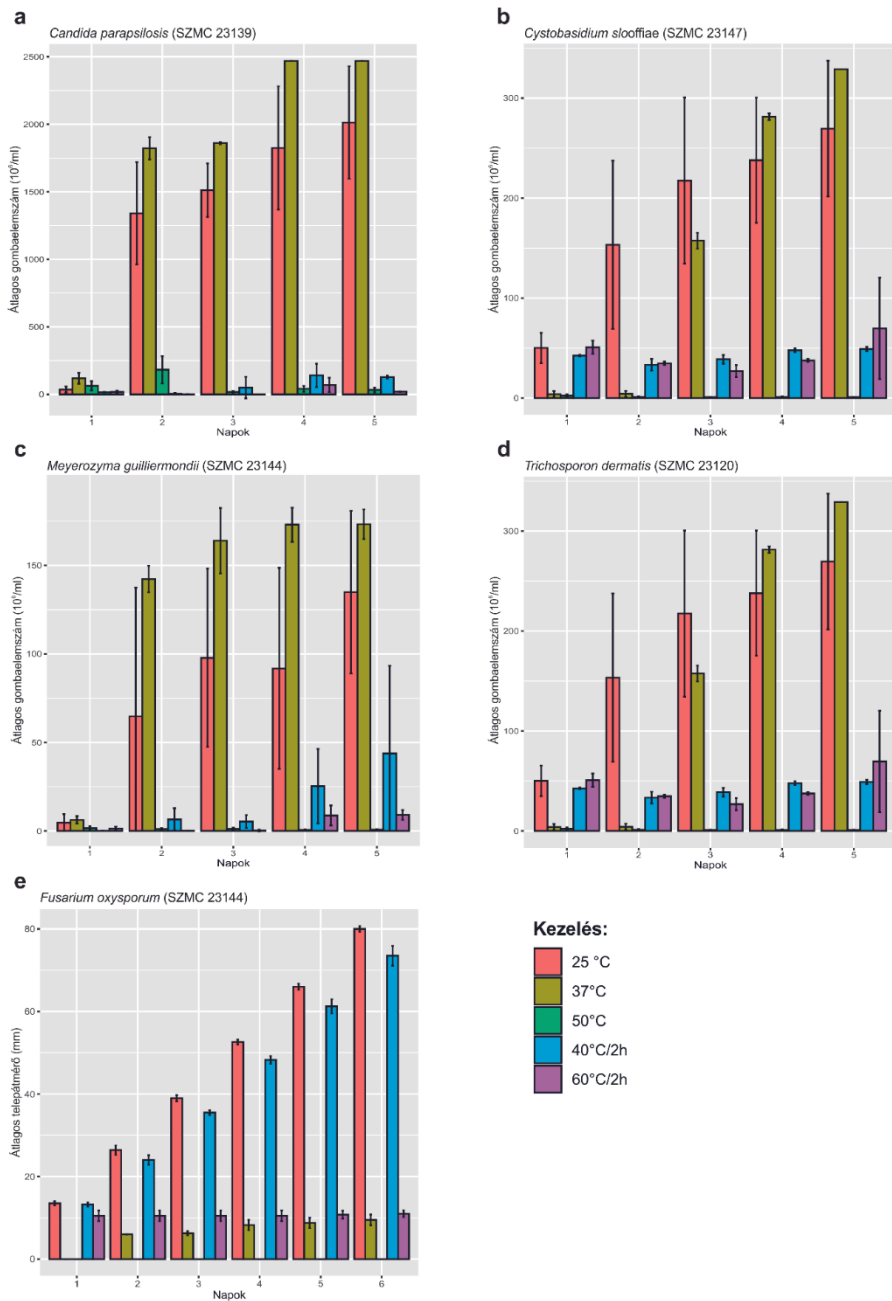 a
Candida parapsilosis (SZMC 23139)
Átlagos gombaelemszám (10⁶/ml)
2500
2000
1500
1000
500
0
1 2 3 4 5
Napok
b
Cystobasidium slooffiae (SZMC 23147)
Átlagos gombaelemszám (10⁶/ml)
300
200
100
0
1 2 3 4 5
Napok
c
Meyerozyma guilliermondii (SZMC 23144)
Átlagos gombaelemszám (10⁶/ml)
150
100
50
0
1 2 3 4 5
Napok
d
Trichosporon dermatis (SZMC 23120)
Átlagos gombaelemszám (10⁶/ml)
300
200
100
0
1 2 3 4 5
Napok
e
Fusarium oxysporum (SZMC 23144)
Átlagos telepátmérő (mm)
80
60
40
20
0
1 2 3 4 5 6
Napok
Kezelés:
25 °C
37°C
50°C
40°C/2h
60°C/2h